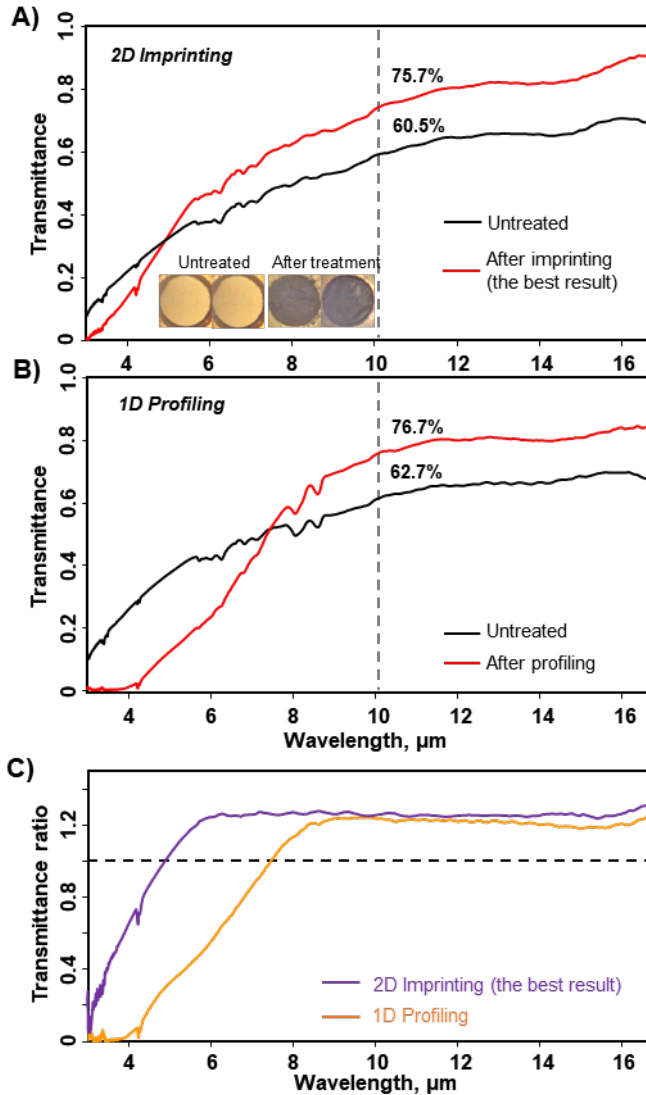 A)
2D Imprinting
75.7%
60.5%
Untreated
After imprinting
(the best result)
Untreated After treatment
Transmittance
0 0.2 0.4 0.6 0.8 1.0
4 6 8 10 12 14 16
B)
1D Profiling
76.7%
62.7%
Untreated
After profiling
Transmittance
0 0.2 0.4 0.6 0.8 1.0
4 6 8 10 12 14 16
Wavelength, µm
C)
2D Imprinting (the best result)
1D Profiling
Transmittance ratio
0 0.4 0.8 1.2
4 6 8 10 12 14 16
Wavelength, µm